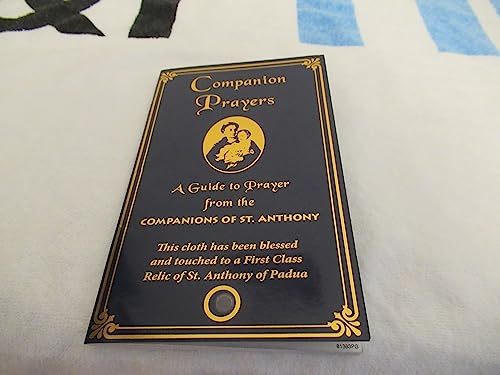 Companion
Prayers
A Guide to Prayer
from the
COMPANIONS OF ST. ANTHONY
This cloth has been blessed
and touched to a First Class
Relic of St. Anthony of Padua